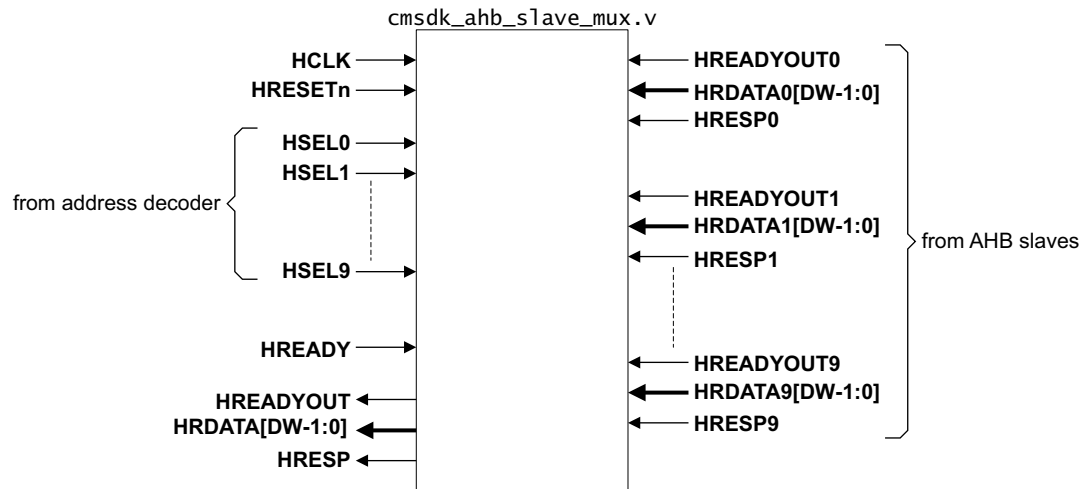 cmsdk_ahb_slave_mux.v
HCLK
HRESETn
HSEL0
HSEL1
from address decoder
HSEL9
HREADY
HREADYOUT
HRDATA[DW-1:0]
HRESP
HREADYOUT0
HRDATA0[DW-1:0]
HRESP0
HREADYOUT1
HRDATA1[DW-1:0]
HRESP1
from AHB slaves
HREADYOUT9
HRDATA9[DW-1:0]
HRESP9